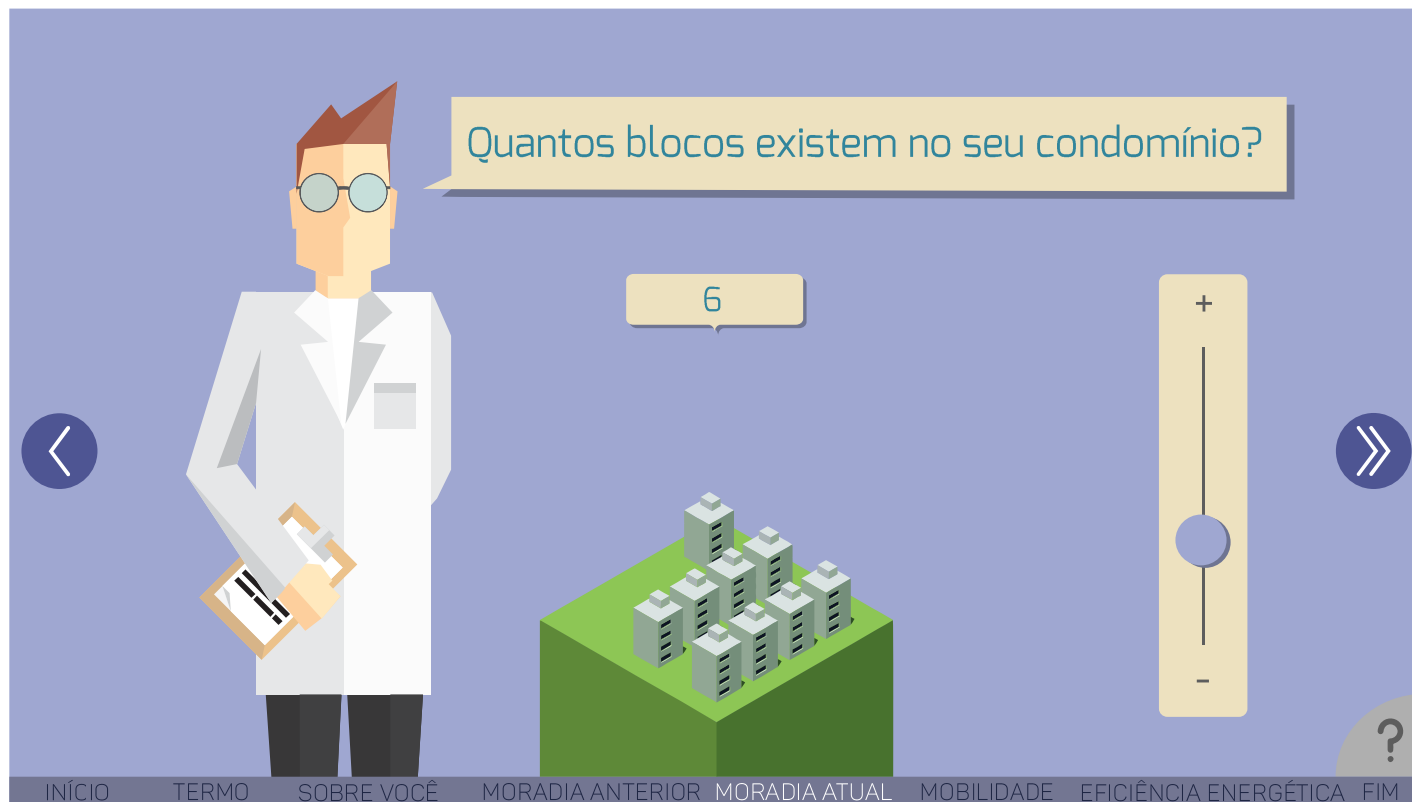 Quantos blocos existem no seu condomínio?
6
+
-
?
INÍCIO TERMO SOBRE VOCÊ MORADIA ANTERIOR MORADIA ATUAL MOBILIDADE EFICIÊNCIA ENERGÉTICA FIM